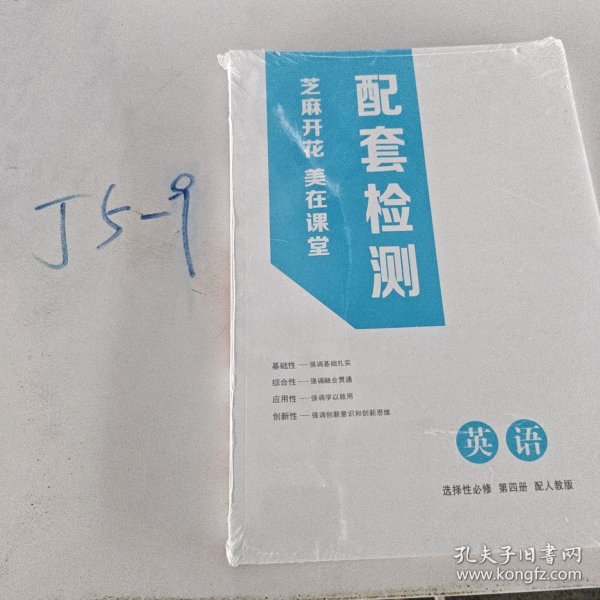 J5-9
配套检测
芝麻开花 美在课堂
基础性——强调基础扎实
综合性——强调融会贯通
应用性——强调学以致用
创新性——强调创新意识和创新思维
英语
选择性必修 第四册 配人教版
孔夫子旧书网
www.kongfz.com